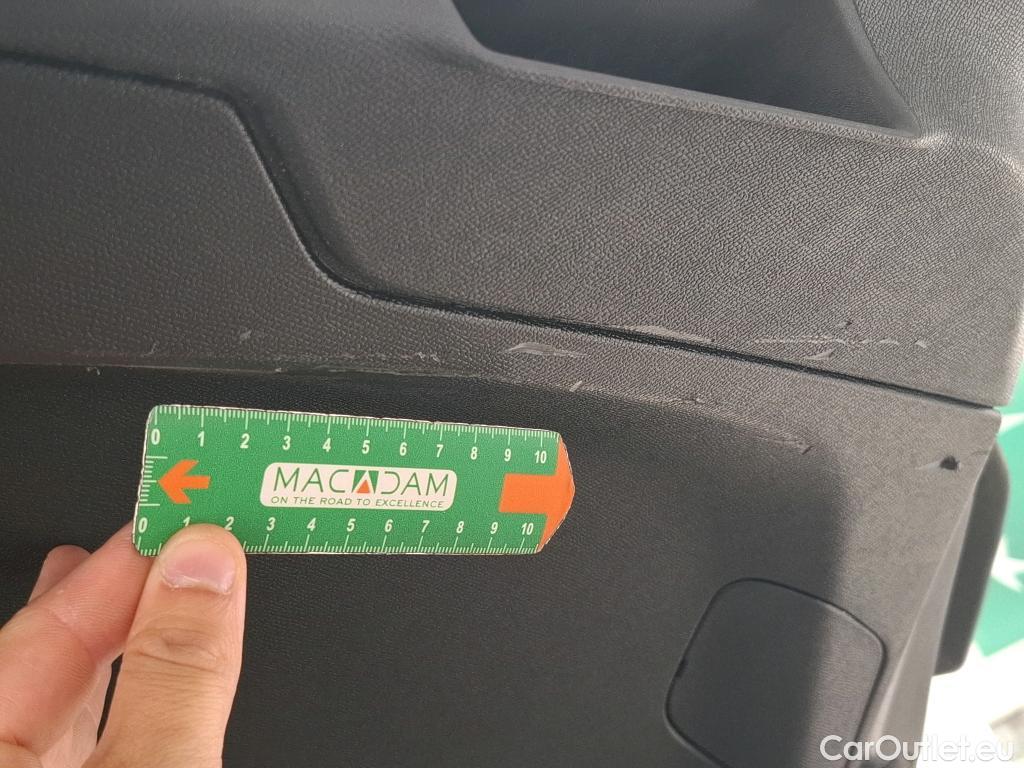 0 1 2 3 4 5 6 7 8 9 10
MACADAM
ON THE ROAD TO EXCELLENCE
0 1 2 3 4 5 6 7 8 9 10
CarOutlet.eu